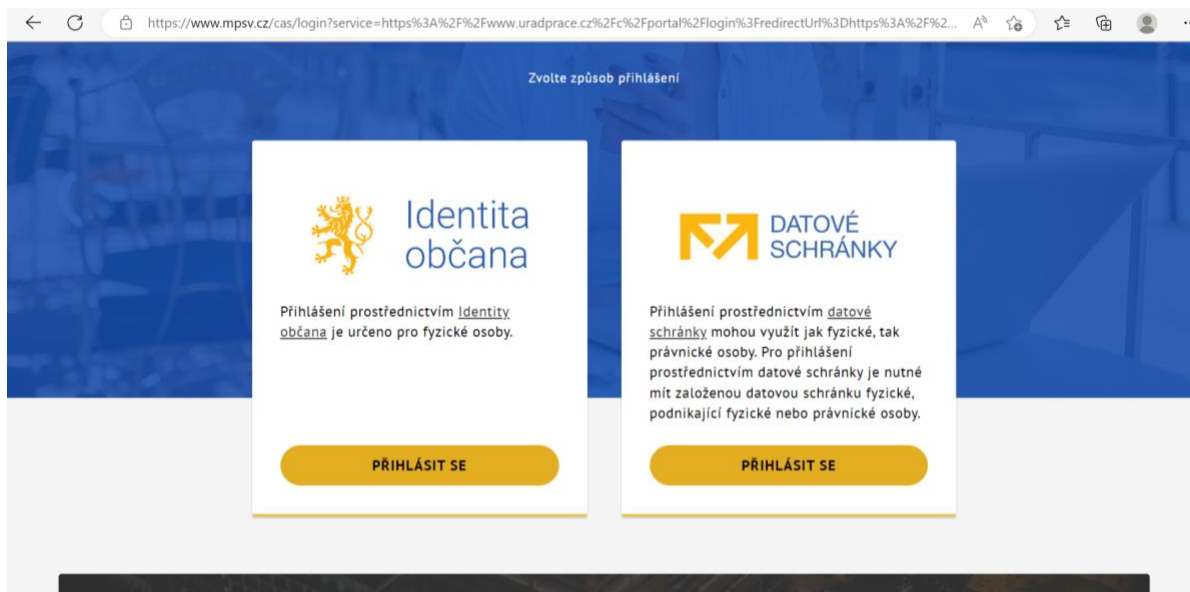 https://www.mpsv.cz/cas/login?service=https%3A%2F%2Fwww.uradprace.cz%2Fc%2Fportal%2Flogin%3FredirectUrl%3Dhttps%3A%2F%2...
Zvolte způsob přihlášení
Identita
občana
Přihlášení prostřednictvím Identity
občana je určeno pro fyzické osoby.
PŘIHLÁSIT SE
DATOVÉ
SCHRÁNKY
Přihlášení prostřednictvím datové
schránky mohou využít jak fyzické, tak
právnické osoby. Pro přihlášení
prostřednictvím datové schránky je nutné
mít založenou datovou schránku fyzické,
podnikající fyzické nebo právnické osoby.
PŘIHLÁSIT SE